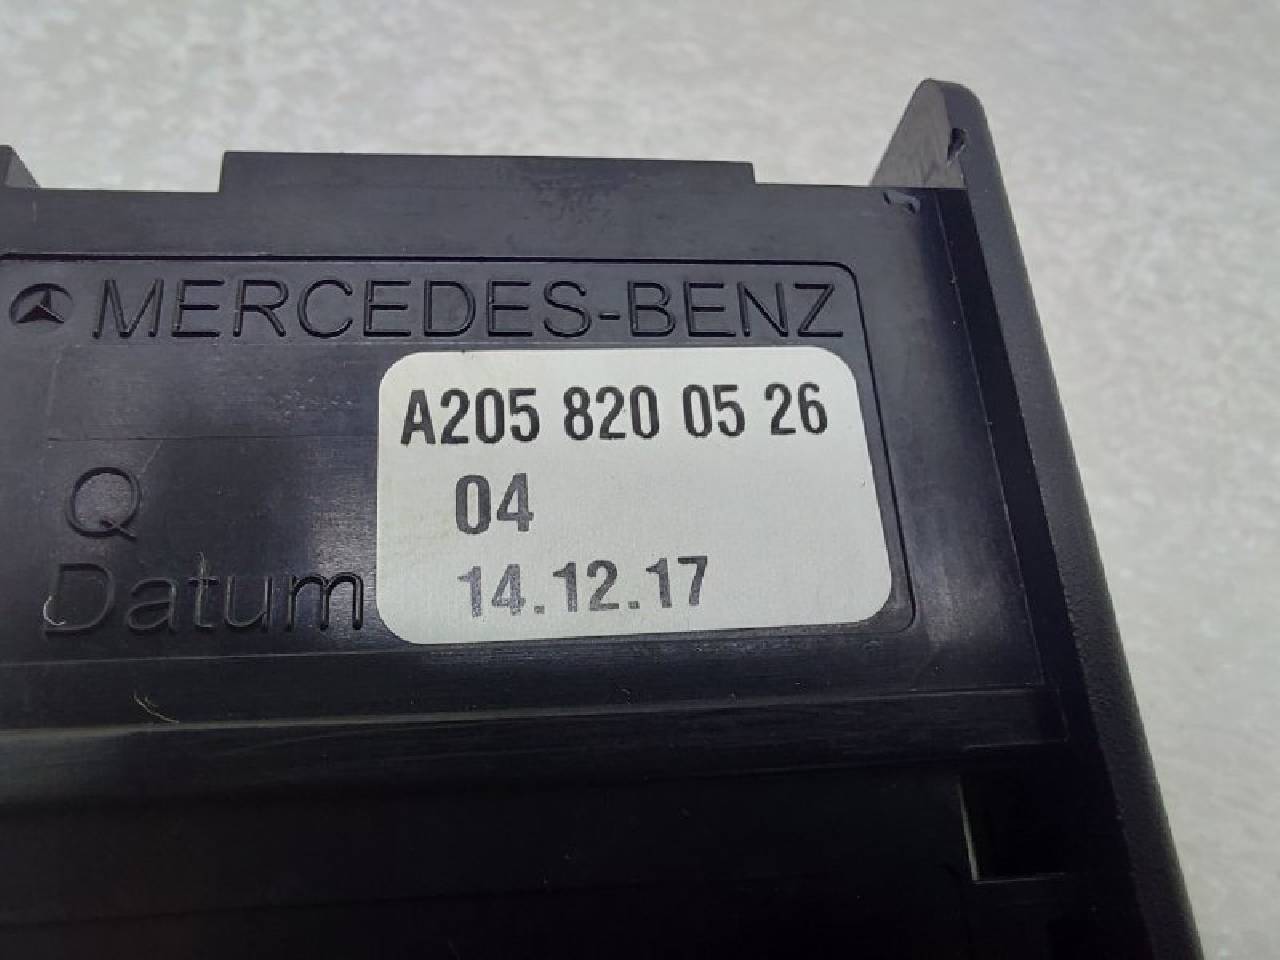 MERCEDES-BENZ
A205 820 05 26
Q
04
Datum
14.12.17